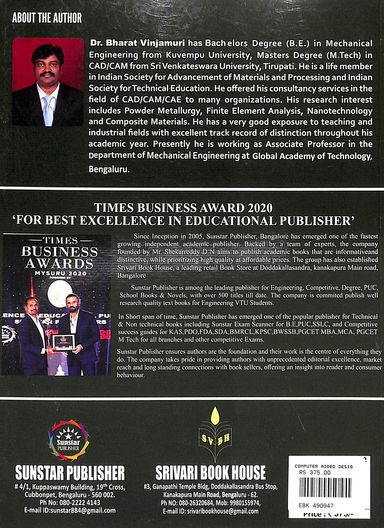 ABOUT THE AUTHOR
Dr. Bharat Vinjamuri has Bachelors Degree (B.E.) in Mechanical
Engineering from Kuvempu University, Masters Degree (M.Tech) in
CAD/CAM from Sri Venkateswara University, Tirupati. He is a life member
in Indian Society for Advancement of Materials and Processing and Indian
Society for Technical Education. He offered his consultancy services in the
field of CAD/CAM/CAE to many organizations. His research interest
includes Powder Metallurgy, Finite Element Analysis, Nanotechnology
and Composite Materials. He has a very good exposure to teaching and
industrial fields with excellent track record of distinction throughout his
academic year. Presently he is working as Associate Professor in the
department of Mechanical Engineering at Global Academy of Technology,
Bengaluru.
TIMES BUSINESS AWARD 2020
'FOR BEST EXCELLENCE IN EDUCATIONAL PUBLISHER'
TIMES
BUSINESS
AWARDS
MYSURU 2020
Since Inception in 2005, Sunstar Publisher, Bangalore has emerged one of the fastest
growing independent academic publisher. Backed by a team of experts, the company
founded by Mr. Shekarreddy D.N aims to publish academic books that are informative and
distinctive, while prioritizing high quality at affordable prices. The group has also established
Srivari Book House, a leading retail Book Store at Doddakallasandra, kanakapura Main road,
Bangalore
Sunstar Publisher is among the leading publisher for Engineering, Competitive, Degree, PUC,
School Books & Novels, with over 500 titles till date. The company is commited publish well
research quality text books for Engineering VTU Students.
In Short span of time, Sunstar Publisher has emerged one of the popular publisher for Technical
& Non technical books including Sunstar Exam Scanner for B.E,PUC,SSLC, and Competitive
success guides for KAS,PDO,FDA,SDA,BMRCL,KPSC,BWSSB,PGCET MBA,MCA, PGCET
M Tech for all branches and other competitive Exams.
Sunstar Publisher ensures authors are the foundation and their work is the centre of everything they
do. The company takes pride in providing authors with unprecedented editorial excellence, market
reach and long standing connections with book sellers, offering an insight into reader and consumer
behaviour.
Sunstar
Publisher
SUNSTAR PUBLISHER
# 4/1, Kuppaswamy Building, 19th Cross,
Cubbonpet, Bengaluru - 560 002.
Ph No: 080-2222 4143
E-mail ID: sunstar884@gmail.com
S V B H
SRIVARI BOOK HOUSE
#3, Ganapathi Temple Bldg, Doddakallasandra Bus Stop,
Kanakapura Main Road, Bengaluru - 62.
Ph NO: 080-26320684, Mob: 9980155974,
E-mail ID:
COMPUTER AIDED DESIG
RS 375.00
EBK 490947